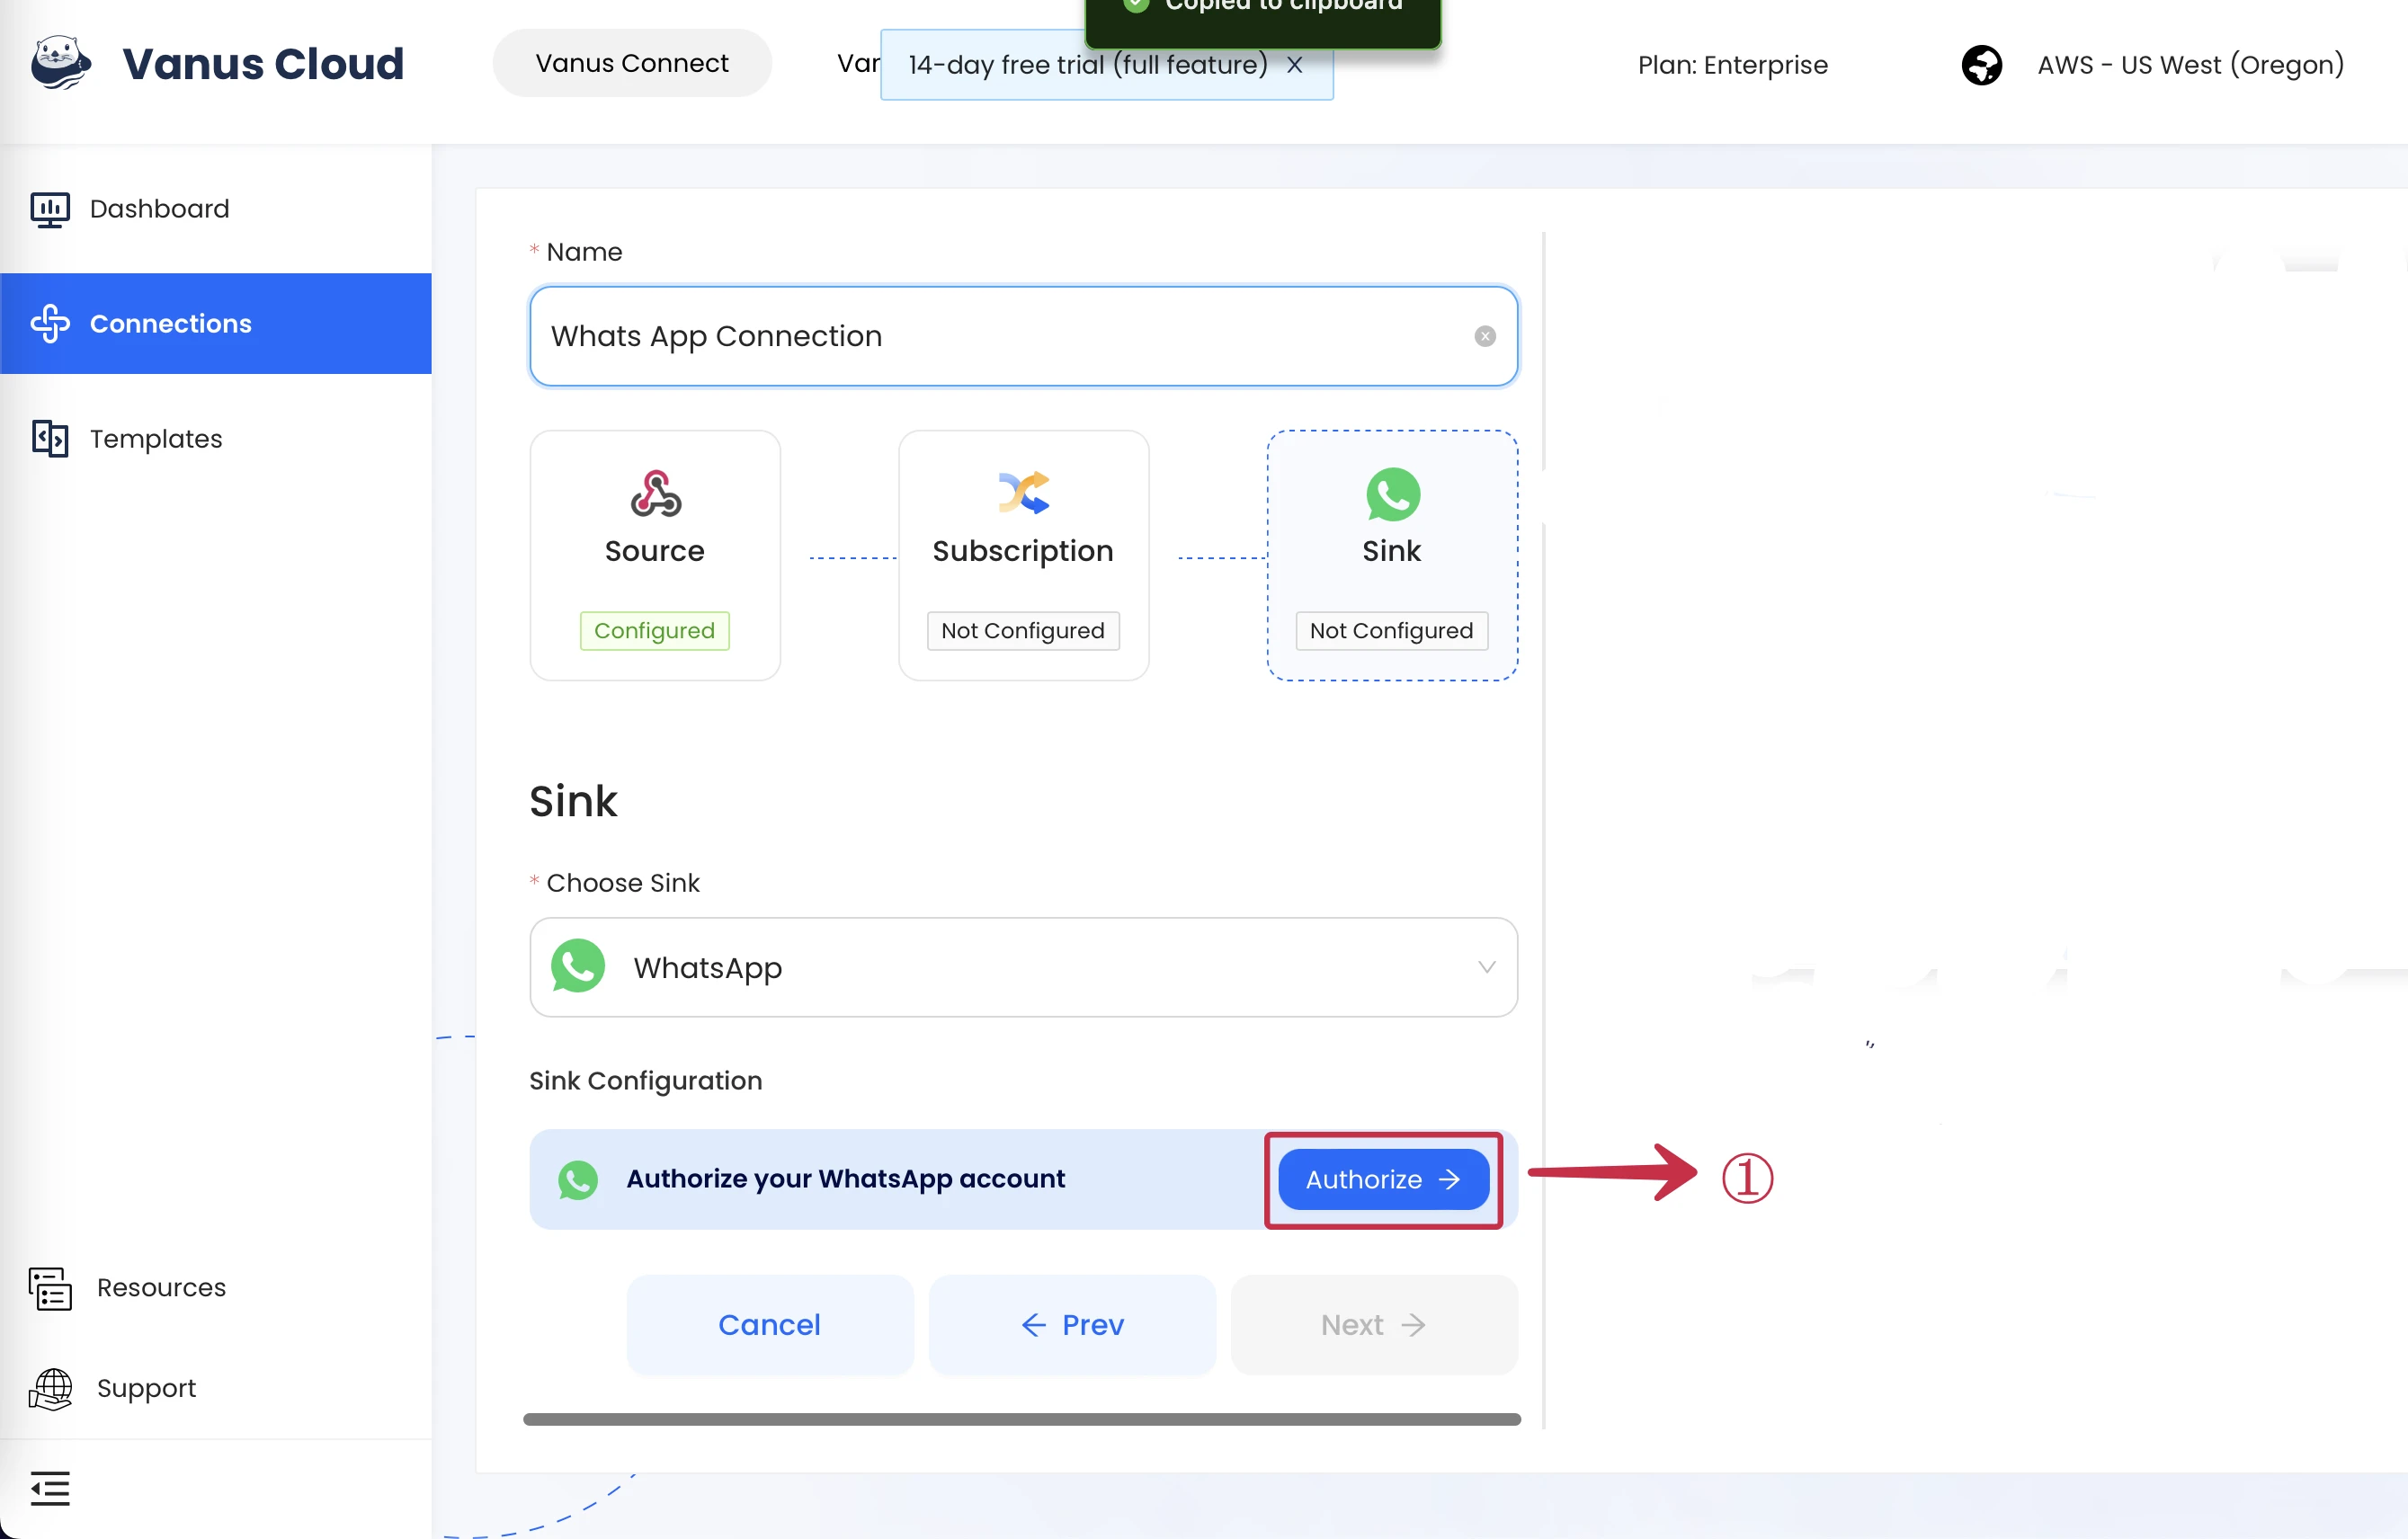 Copied to clipboard
Vanus Cloud
Vanus Connect
14-day free trial (full feature)
Plan: Enterprise
AWS - US West (Oregon)
Dashboard
Connections
Templates
Resources
Support
* Name
Whats App Connection
Source
Configured
Subscription
Not Configured
Sink
Not Configured
Sink
* Choose Sink
WhatsApp
Sink Configuration
Authorize your WhatsApp account
Authorize →
①
Cancel
← Prev
Next →